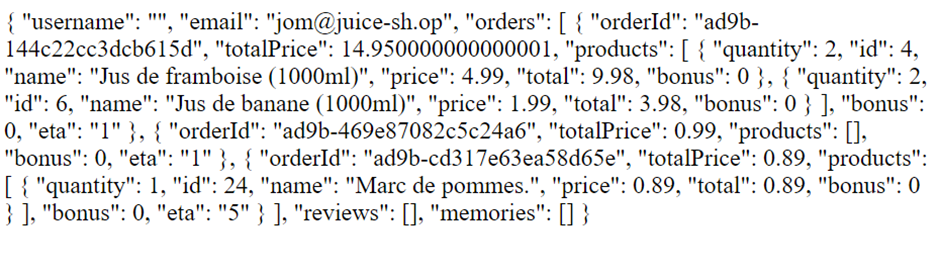 { "username": "", "email": "jom@juice-sh.op", "orders": [ { "orderId": "ad9b-
144c22cc3dcb615d", "totalPrice": 14.950000000000001, "products": [ { "quantity": 2, "id": 4,
"name": "Jus de framboise (1000ml)", "price": 4.99, "total": 9.98, "bonus": 0 }, { "quantity": 2,
"id": 6, "name": "Jus de banane (1000ml)", "price": 1.99, "total": 3.98, "bonus": 0 } ], "bonus":
0, "eta": "1" }, { "orderId": "ad9b-469e87082c5c24a6", "totalPrice": 0.99, "products": [],
"bonus": 0, "eta": "1" }, { "orderId": "ad9b-cd317e63ea58d65e", "totalPrice": 0.89, "products":
[ { "quantity": 1, "id": 24, "name": "Marc de pommes.", "price": 0.89, "total": 0.89, "bonus": 0
} ], "bonus": 0, "eta": "5" } ], "reviews": [], "memories": [] }